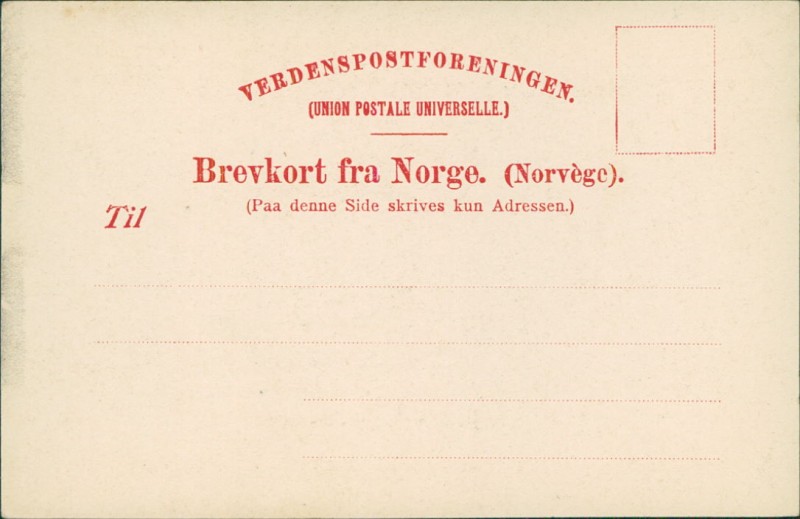 VERDENSPOSTFORENINGEN.
(UNION POSTALE UNIVERSELLE.)
Brevkort fra Norge. (Norvège).
(Paa denne Side skrives kun Adressen.)
Til